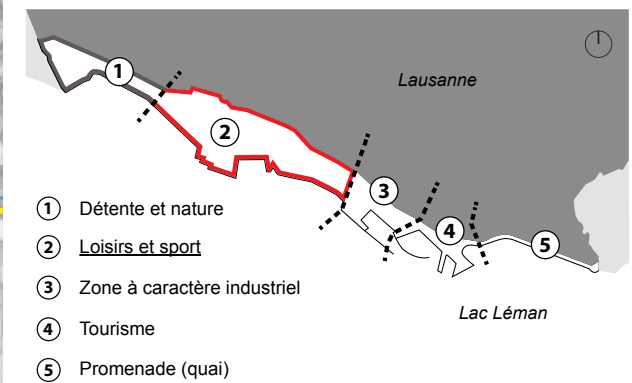 Lausanne
1
2
3
4
5
Lac Léman
1 Détente et nature
2 Loisirs et sport
3 Zone à caractère industriel
4 Tourisme
5 Promenade (quai)